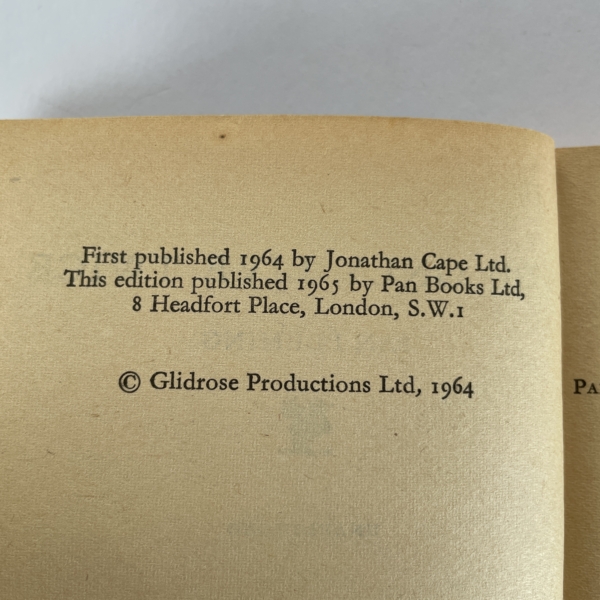 First published 1964 by Jonathan Cape Ltd.
This edition published 1965 by Pan Books Ltd,
8 Headfort Place, London, S.W.1
© Glidrose Productions Ltd, 1964